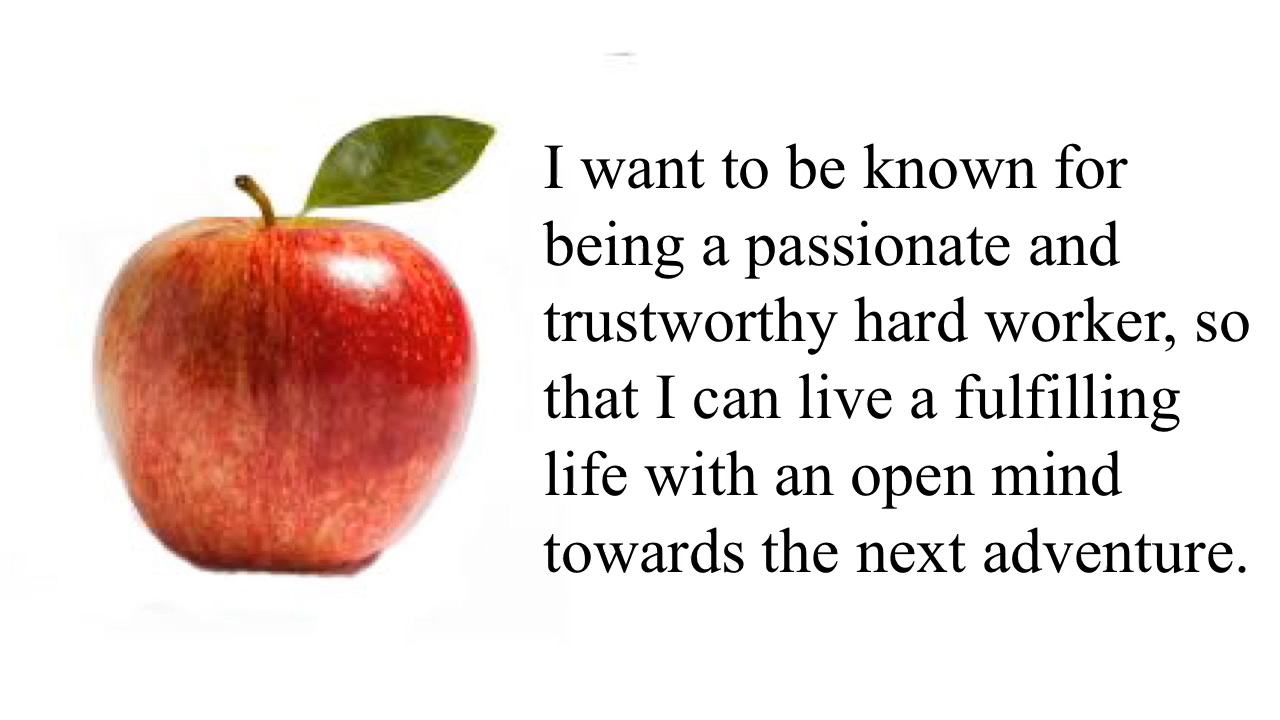 I want to be known for
being a passionate and
trustworthy hard worker, so
that I can live a fulfilling
life with an open mind
towards the next adventure.